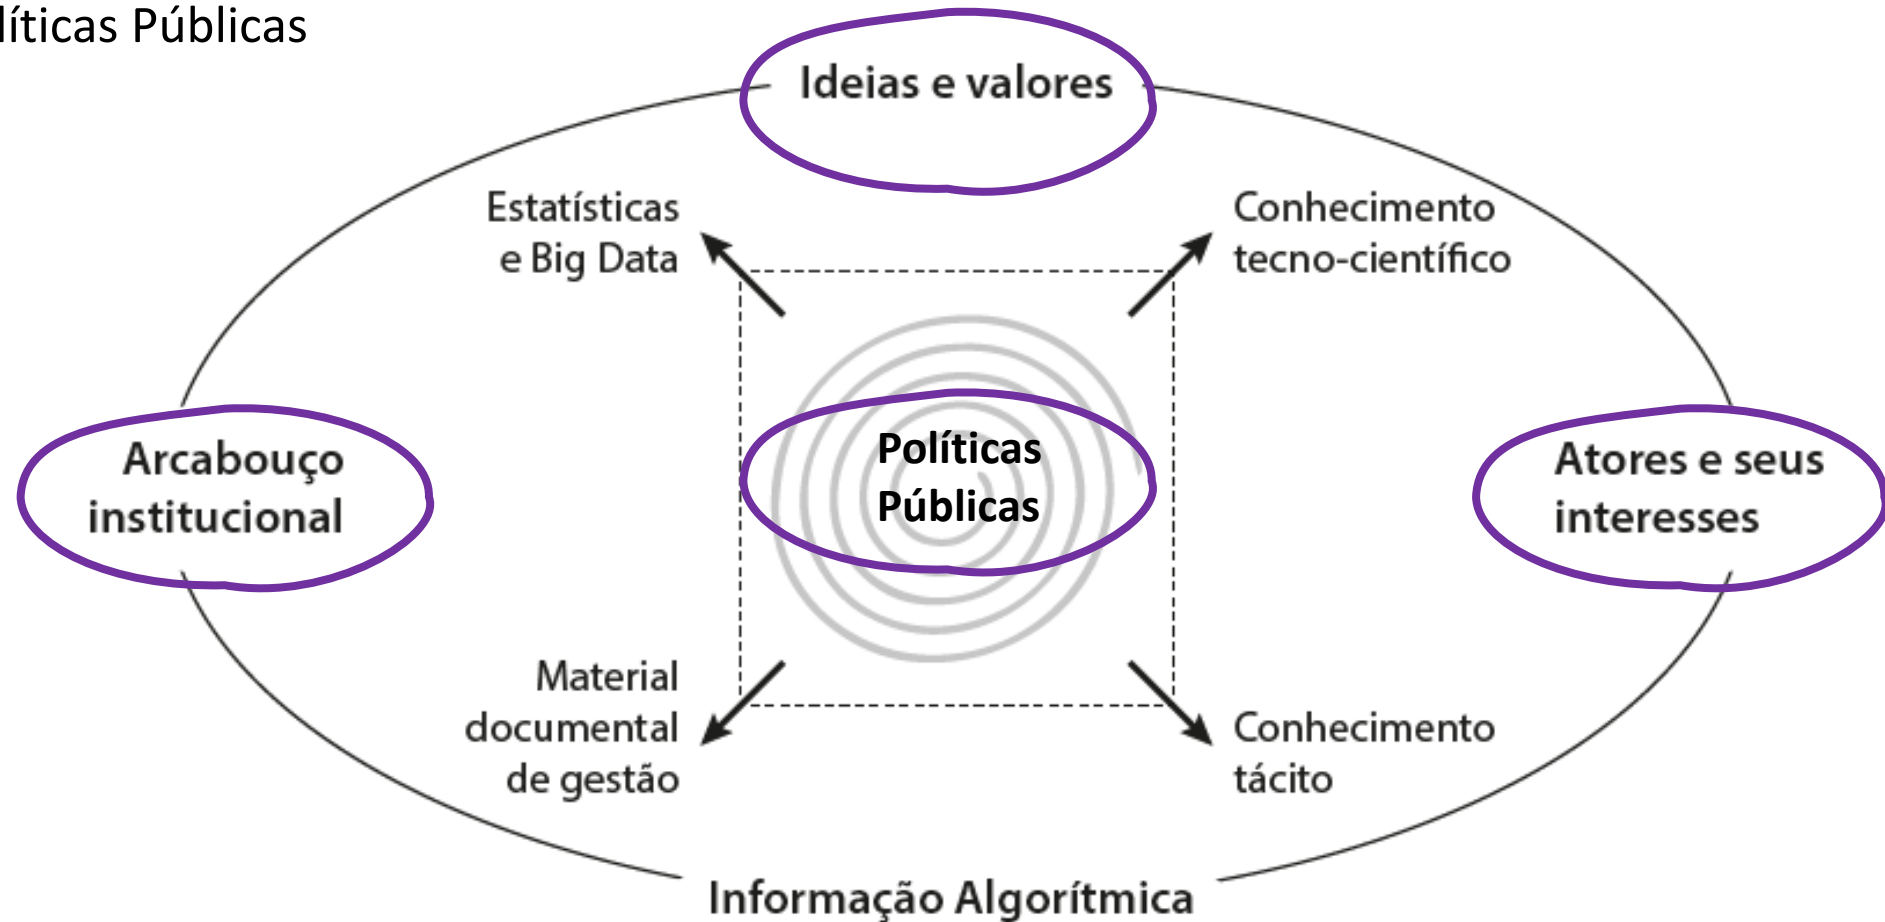 líticas Públicas
Ideias e valores
Estatísticas
e Big Data
Conhecimento
tecno-científico
Arcabouço
institucional
Políticas
Públicas
Atores e seus
interesses
Material
documental
de gestão
Conhecimento
tácito
Informação Algorítmica